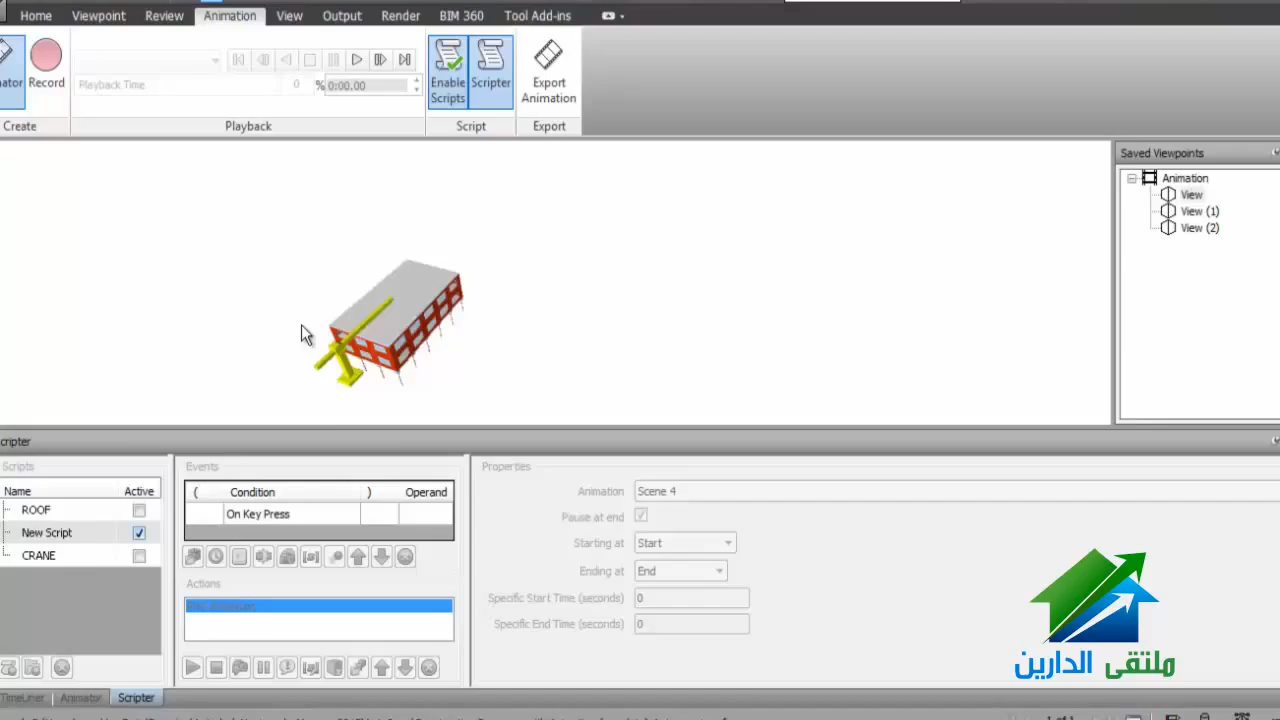 Home Viewpoint Review Animation View Output Render BIM 360 Tool Add-ins
ator Record
Playback Time 0 % 0:00.00
Enable Scripts
Scripter
Export Animation
Create Playback Script Export
Saved Viewpoints
Animation
View
View (1)
View (2)
cripter
Scripts
Name Active
ROOF
New Script
CRANE
Events
( Condition ) Operand
On Key Press
Actions
Properties
Animation Scene 4
Pause at end
Starting at Start
Ending at End
Specific Start Time (seconds) 0
Specific End Time (seconds) 0
ملتقى الدارين
TimeLiner Animator Scripter